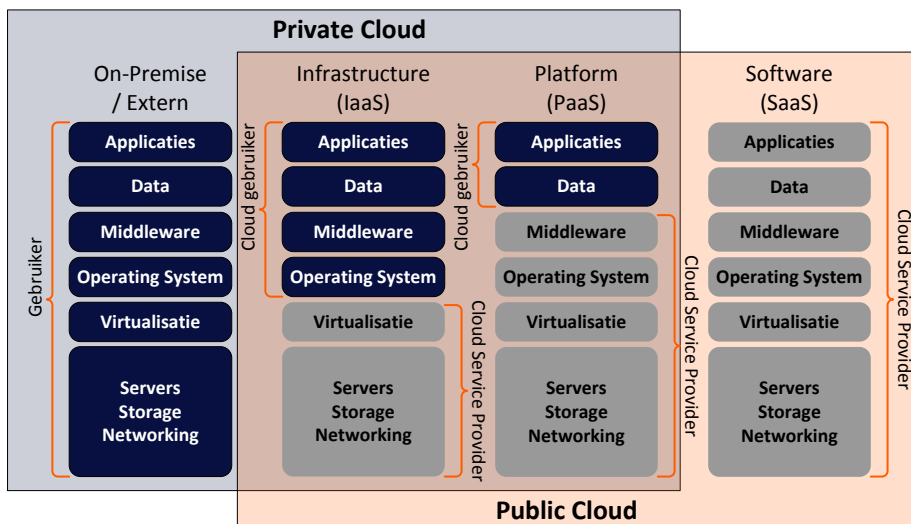 Private Cloud
On-Premise
/ Extern
Gebruiker
Applicaties
Data
Middleware
Operating System
Virtualisatie
Servers
Storage
Networking
Infrastructure
(IaaS)
Cloud gebruiker
Applicaties
Data
Middleware
Operating System
Virtualisatie
Servers
Storage
Networking
Cloud Service Provider
Platform
(PaaS)
Cloud gebruiker
Applicaties
Data
Middleware
Operating System
Virtualisatie
Servers
Storage
Networking
Cloud Service Provider
Software
(SaaS)
Applicaties
Data
Middleware
Operating System
Virtualisatie
Servers
Storage
Networking
Cloud Service Provider
Public Cloud